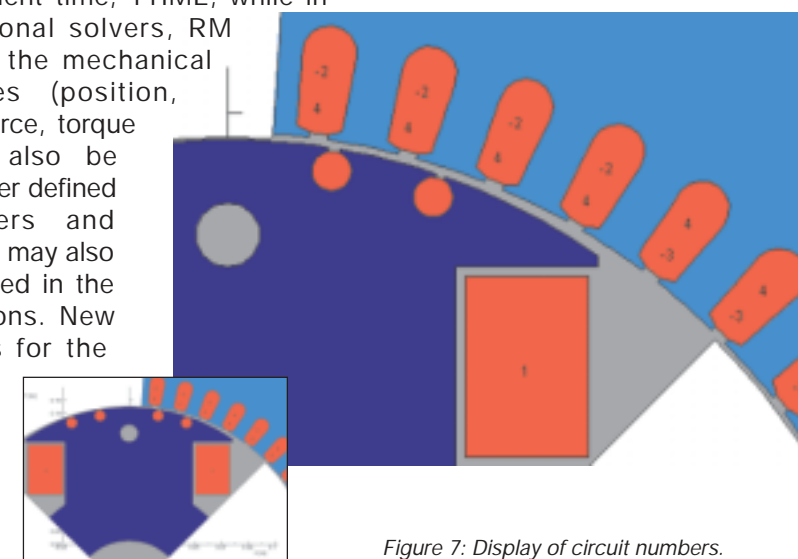 ent time, TTIME, while in
onal solvers, RM
the mechanical
es (position,
rce, torque
also be
er defined
ers and
may also
ed in the
ons. New
s for the
-2
4
-2
4
-2
4
-2
4
4
-3
4
-3
1
Figure 7: Display of circuit numbers.